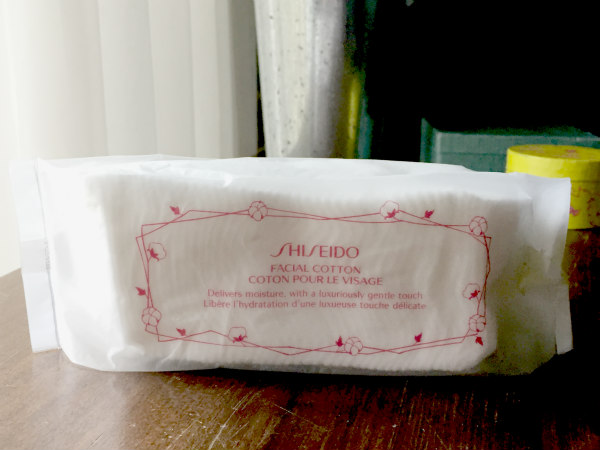 SHISEIDO
FACIAL COTTON
COTON POUR LE VISAGE
Delivers moisture, with a luxuriously gentle touch
Libère l'hydratation d'une luxueuse touche délicate